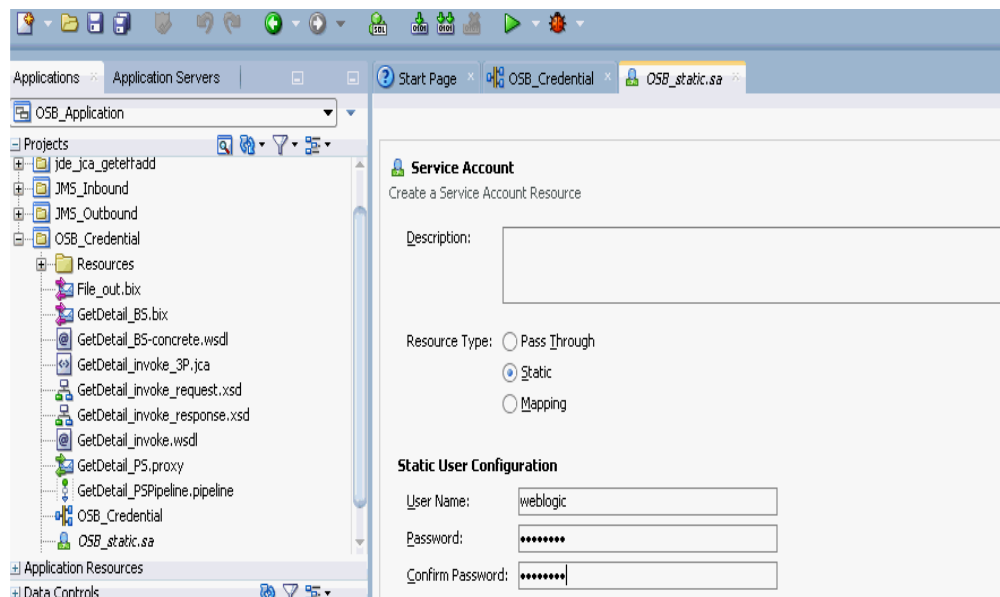 SQL
Applications
Application Servers
Start Page
OSB_Credential
OSB_static.sa
OSB_Application
Projects
jde_jca_geteffadd
JMS_Inbound
JMS_Outbound
OSB_Credential
Resources
File_out.bix
GetDetail_BS.bix
GetDetail_BS-concrete.wsdl
GetDetail_invoke_3P.jca
GetDetail_invoke_request.xsd
GetDetail_invoke_response.xsd
GetDetail_invoke.wsdl
GetDetail_PS.proxy
GetDetail_PSPipeline.pipeline
OSB_Credential
OSB_static.sa
Application Resources
Data Controls
Service Account
Create a Service Account Resource
Description:
Resource Type: Pass Through
Static
Mapping
Static User Configuration
User Name: weblogic
Password: ••••••••
Confirm Password: ••••••••